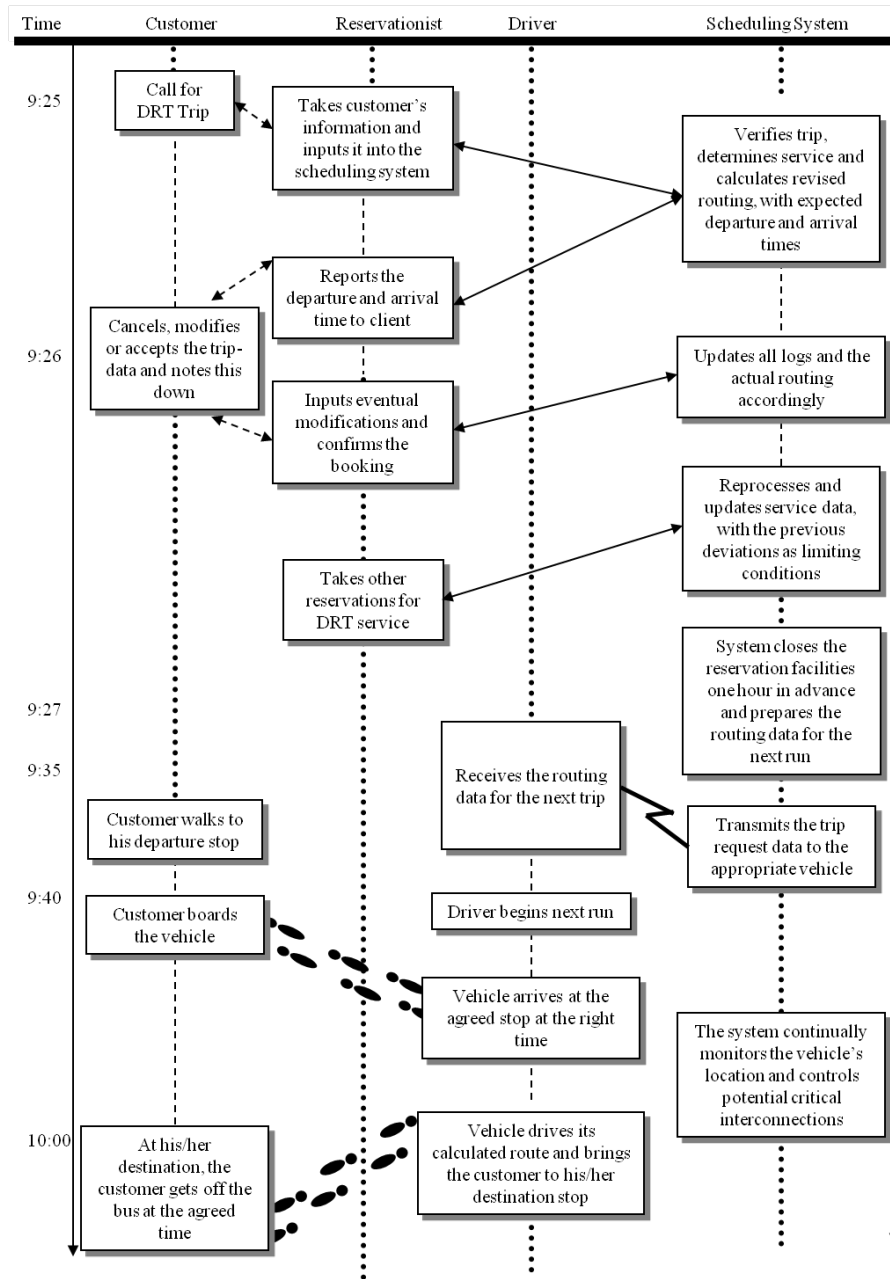 Time Customer Reservationist Driver Scheduling System
9:25
Call for
DRT Trip
Takes customer's
information and
inputs it into the
scheduling system
Verifies trip,
determines service and
calculates revised
routing, with expected
departure and arrival
times
Reports the
departure and arrival
time to client
9:26
Cancels, modifies
or accepts the trip-
data and notes this
down
Updates all logs and the
actual routing
accordingly
Inputs eventual
modifications and
confirms the
booking
Reprocesses and
updates service data,
with the previous
deviations as limiting
conditions
Takes other
reservations for
DRT service
System closes the
reservation facilities
one hour in advance
and prepares the
routing data for the
next run
9:27
9:35
Receives the routing
data for the next trip
Customer walks to
his departure stop
Transmits the trip
request data to the
appropriate vehicle
9:40
Customer boards
the vehicle
Driver begins next run
Vehicle arrives at the
agreed stop at the right
time
The system continually
monitors the vehicle's
location and controls
potential critical
interconnections
10:00
At his/her
destination, the
customer gets off the
bus at the agreed
time
Vehicle drives its
calculated route and brings
the customer to his/her
destination stop